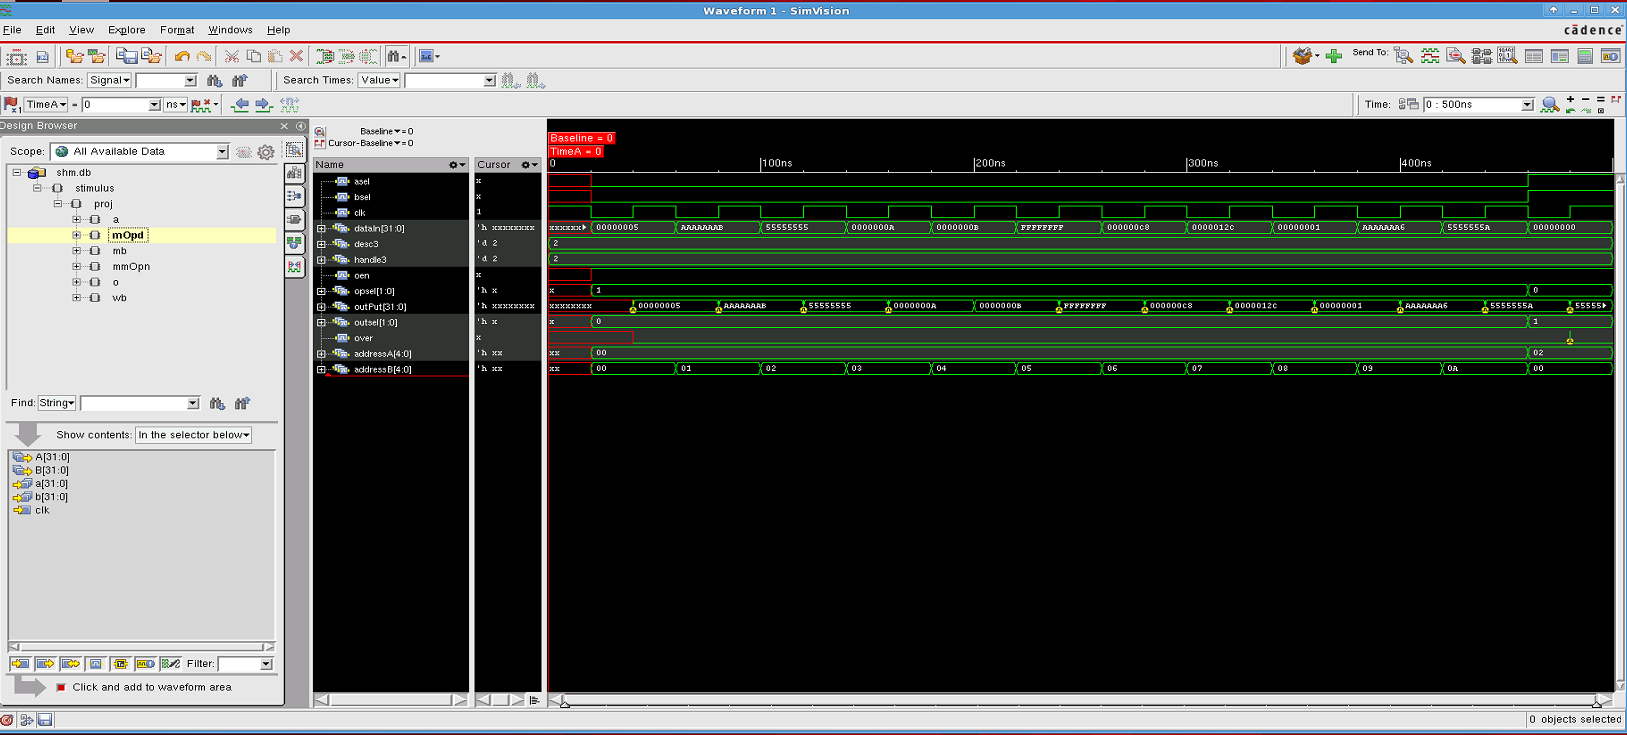 Waveform 1 - SimVision
File Edit View Explore Format Windows Help
cādence
Send To:
Search Names: Signal
Search Times: Value
TimeA = 0 ns
Time: 0 : 500ns
Design Browser
Scope: All Available Data
shm.db
stimulus
proj
a
mOpd
mb
mmOpn
o
wb
Find: String
Show contents: In the selector below
A[31:0]
B[31:0]
a[31:0]
b[31:0]
clk
Filter:
Click and add to waveform area
Baseline = 0
Cursor-Baseline = 0
Name Cursor
Baseline = 0
TimeA = 0
0 100ns 200ns 300ns 400ns
asel x
bsel x
clk 1
dataIn[31:0] 'h xxxxxxxx xxxxxx 00000005 AAAAAAAB 55555555 0000000A 0000000B FFFFFFFF 000000C8 0000012C 00000001 AAAAAAA6 5555555A 00000000
desc3 'd 2 2
handle3 'd 2 2
oen x
opsel[1:0] 'h x x 1 0
outPut[31:0] 'h xxxxxxxx xxxxxxxx 00000005 AAAAAAAB 55555555 0000000A 0000000B FFFFFFFF 000000C8 0000012C 00000001 AAAAAAA6 5555555A 55555
outsel[1:0] 'h x x 0 1
over x
addressA[4:0] 'h xx xx 00 02
addressB[4:0] 'h xx xx 00 01 02 03 04 05 06 07 08 09 0A 00
0 objects selected